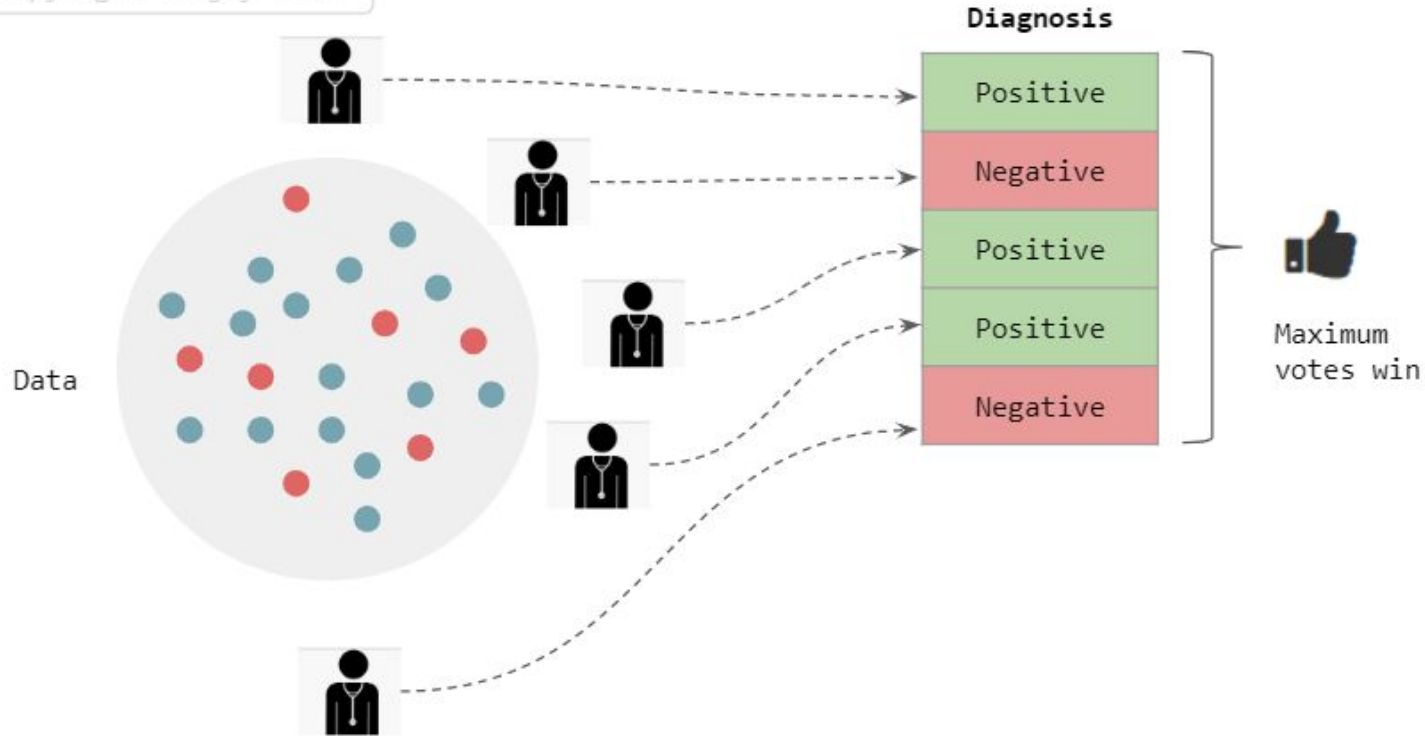 Diagnosis
Positive
Negative
Positive
Data
Positive
Negative
Maximum
votes win